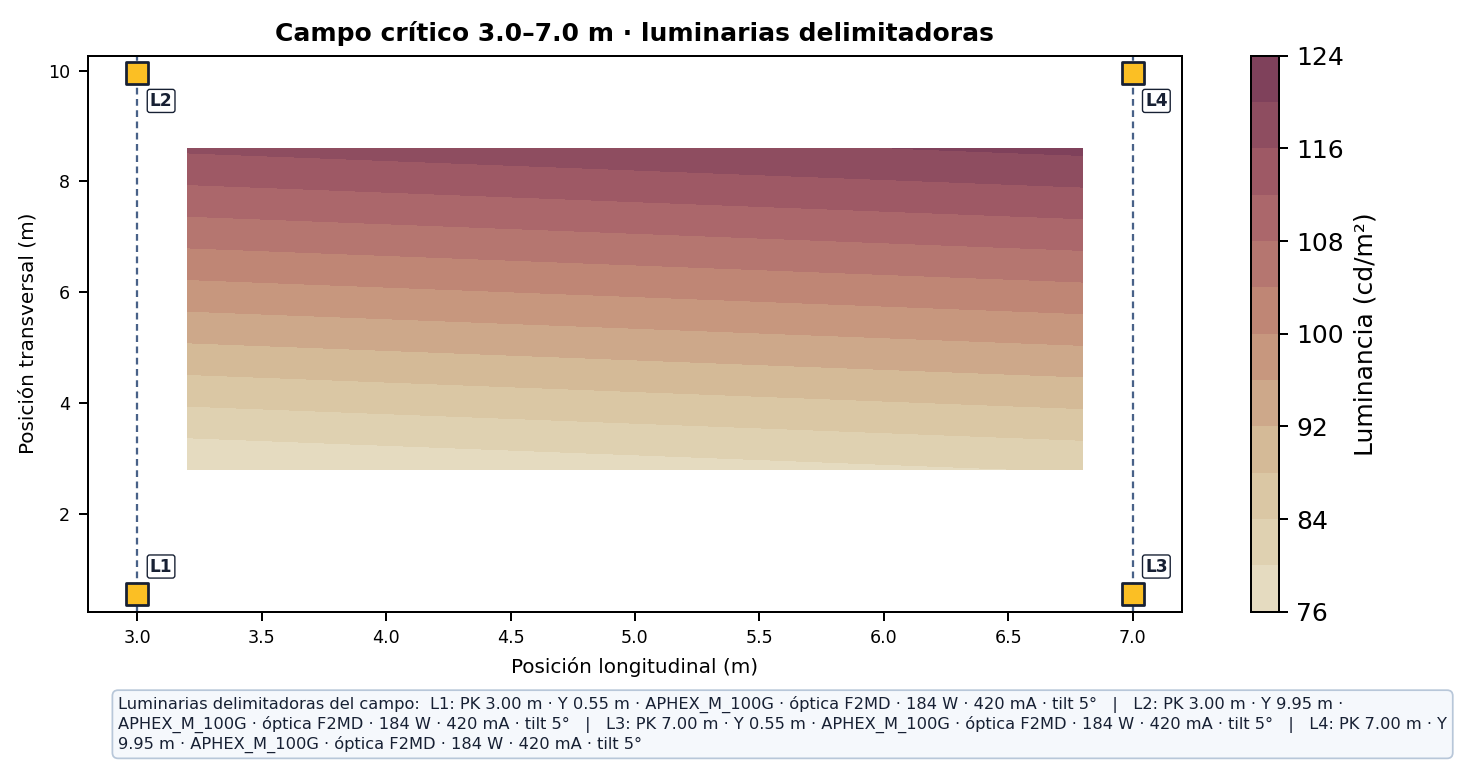 Campo crítico 3.0–7.0 m · luminarias delimitadoras
Posición transversal (m)
10
8
6
4
2
L2
L4
L1
L3
3.0
3.5
4.0
4.5
5.0
5.5
6.0
6.5
7.0
Posición longitudinal (m)
124
116
108
100
92
84
76
Luminancia (cd/m²)
Luminarias delimitadoras del campo:  L1: PK 3.00 m · Y 0.55 m · APHEX_M_100G · óptica F2MD · 184 W · 420 mA · tilt 5°   |   L2: PK 3.00 m · Y 9.95 m ·
APHEX_M_100G · óptica F2MD · 184 W · 420 mA · tilt 5°   |   L3: PK 7.00 m · Y 0.55 m · APHEX_M_100G · óptica F2MD · 184 W · 420 mA · tilt 5°   |   L4: PK 7.00 m · Y
9.95 m · APHEX_M_100G · óptica F2MD · 184 W · 420 mA · tilt 5°